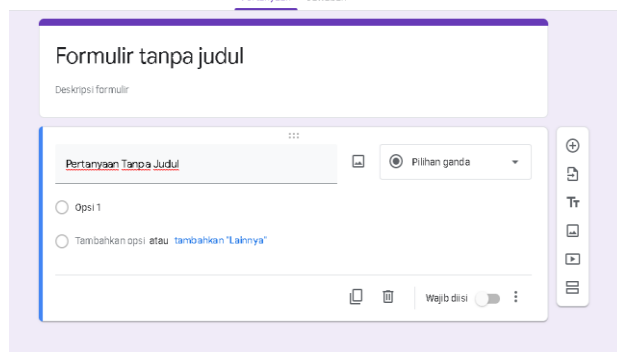 Formulir tanpa judul
Deskripsi formulir
Pertanyaan Tanpa Judul
Pilihan ganda
Opsi 1
Tambahkan opsi atau tambahkan "Lainnya"
Wajib diisi